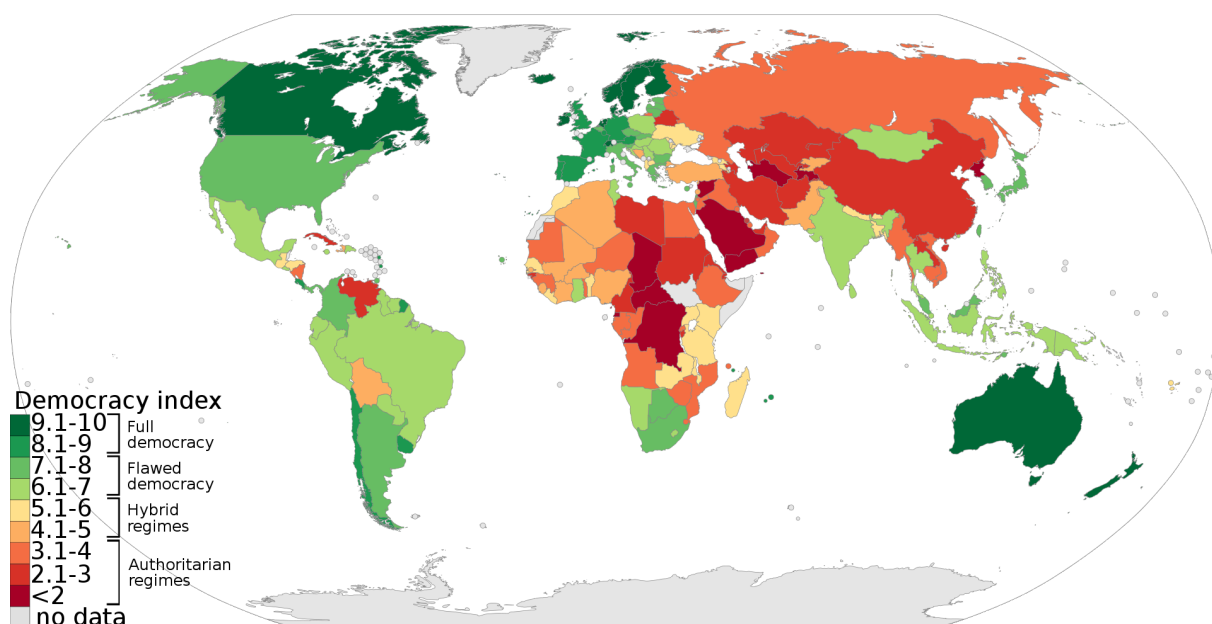 Democracy index
9.1-10
Full
democracy
8.1-9
7.1-8
Flawed
democracy
6.1-7
5.1-6
Hybrid
regimes
4.1-5
3.1-4
Authoritarian
regimes
2.1-3
<2
no data